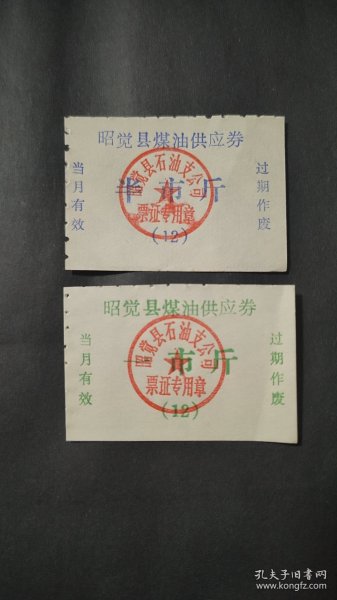 昭觉县煤油供应券
当月有效
半市斤
过期作废
昭觉县石油支公司
票证专用章
(12)
昭觉县煤油供应券
当月有效
一市斤
过期作废
昭觉县石油支公司
票证专用章
(12)
孔夫子旧书网
www.kongfz.com